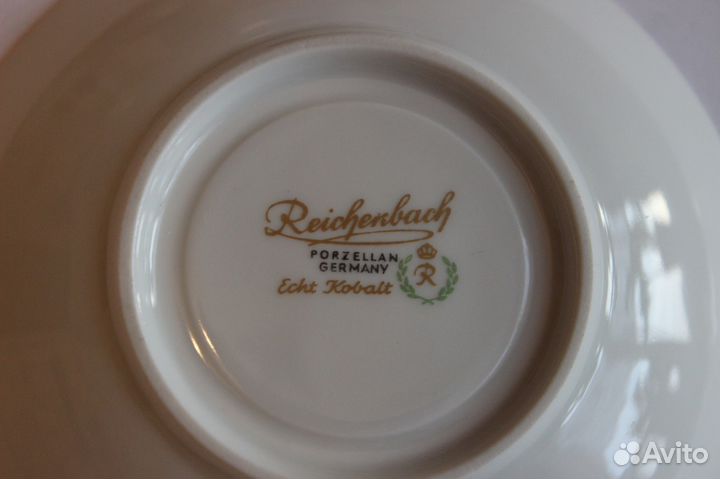 Reichenbach
PORZELLAN
GERMANY
Echt Kobalt
R
Avito